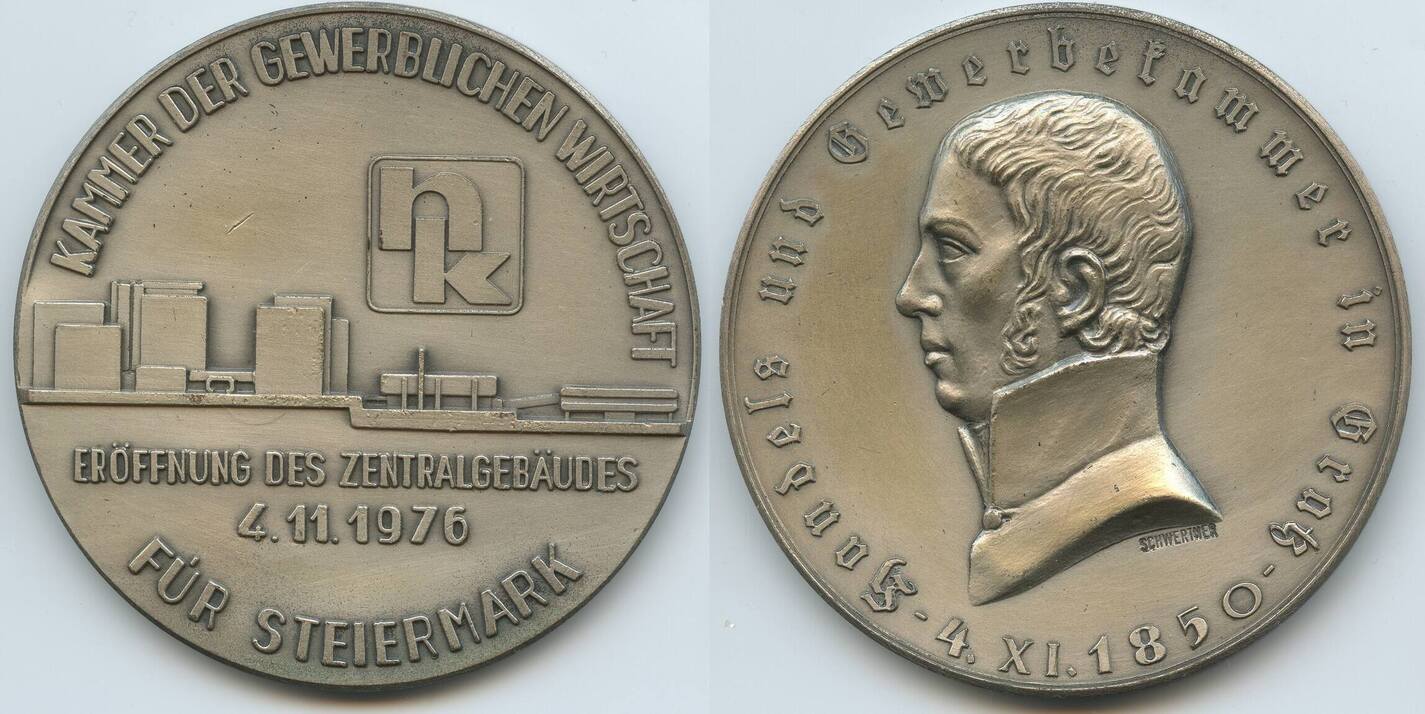 KAMMER DER GEWERBLICHEN WIRTSCHAFT
hk
ERÖFFNUNG DES ZENTRALGEBÄUDES
4.11.1976
FÜR STEIERMARK
Handels und Gewerbekammer in Graz
- 4. XI. 1850 -
SCHWERTNER